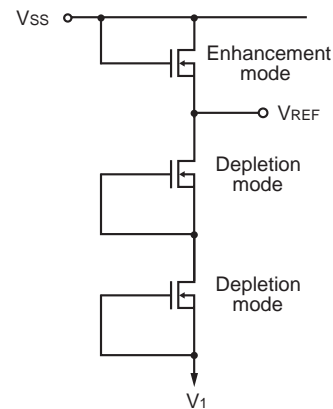 VSS
Enhancement
mode
VREF
Depletion
mode
Depletion
mode
V1